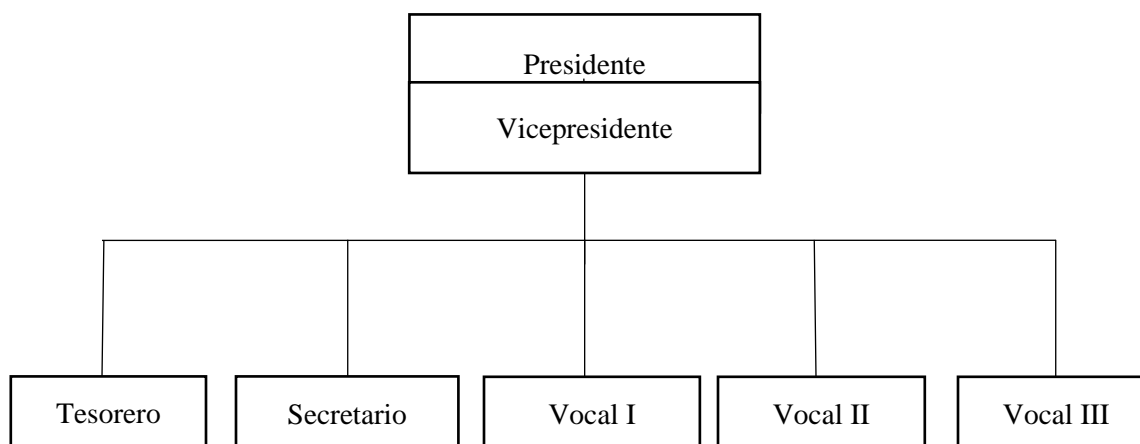 Presidente
Vicepresidente
Tesorero
Secretario
Vocal I
Vocal II
Vocal III